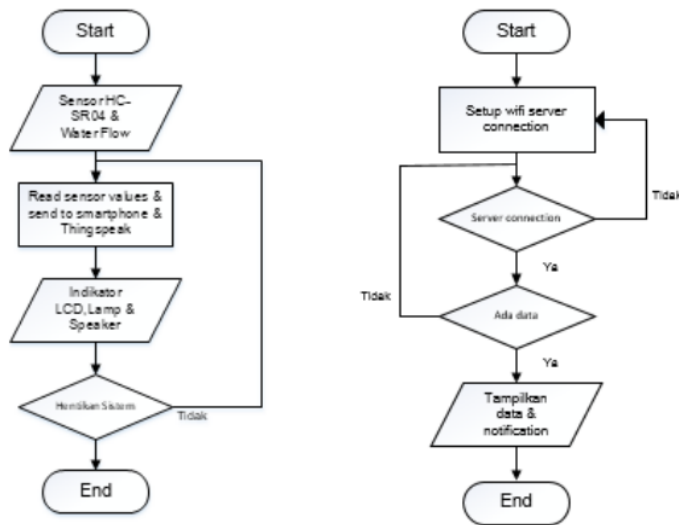 Start
Sensor HC-
SR04 &
Water Flow
Read sensor values &
send to smartphone &
Thingspeak
Indikator
LCD, Lamp &
Speaker
Hentikan Sistem
Tidak
End
Start
Setup wifi server
connection
Tidak
Server connection
Ya
Tidak
Ada data
Ya
Tampilkan
data &
notification
End